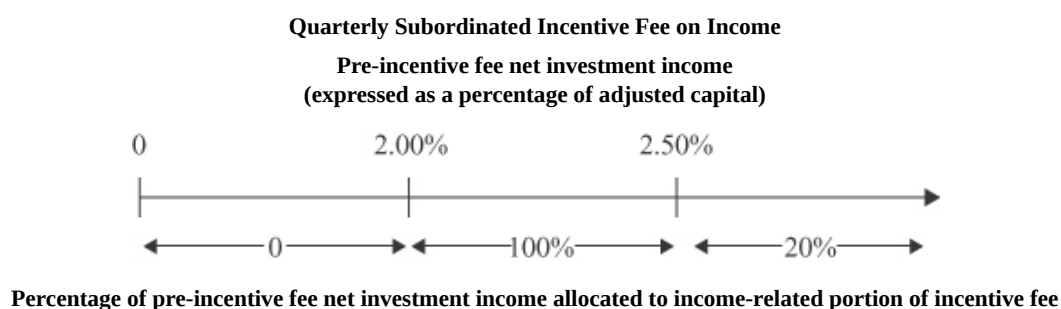 Quarterly Subordinated Incentive Fee on Income
Pre-incentive fee net investment income
(expressed as a percentage of adjusted capital)
0 2.00% 2.50%
0 100% 20%
Percentage of pre-incentive fee net investment income allocated to income-related portion of incentive fee